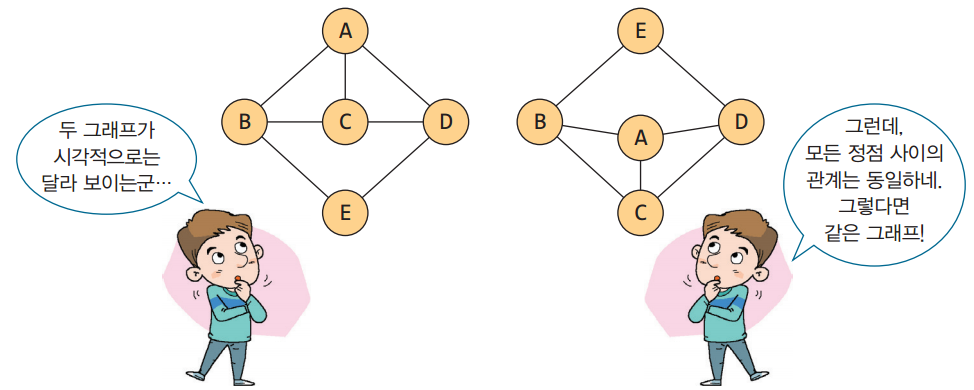 A
B
C
D
E
두 그래프가
시각적으로는
달라 보이는군…
E
B
A
D
C
그런데,
모든 정점 사이의
관계는 동일하네.
그렇다면
같은 그래프!